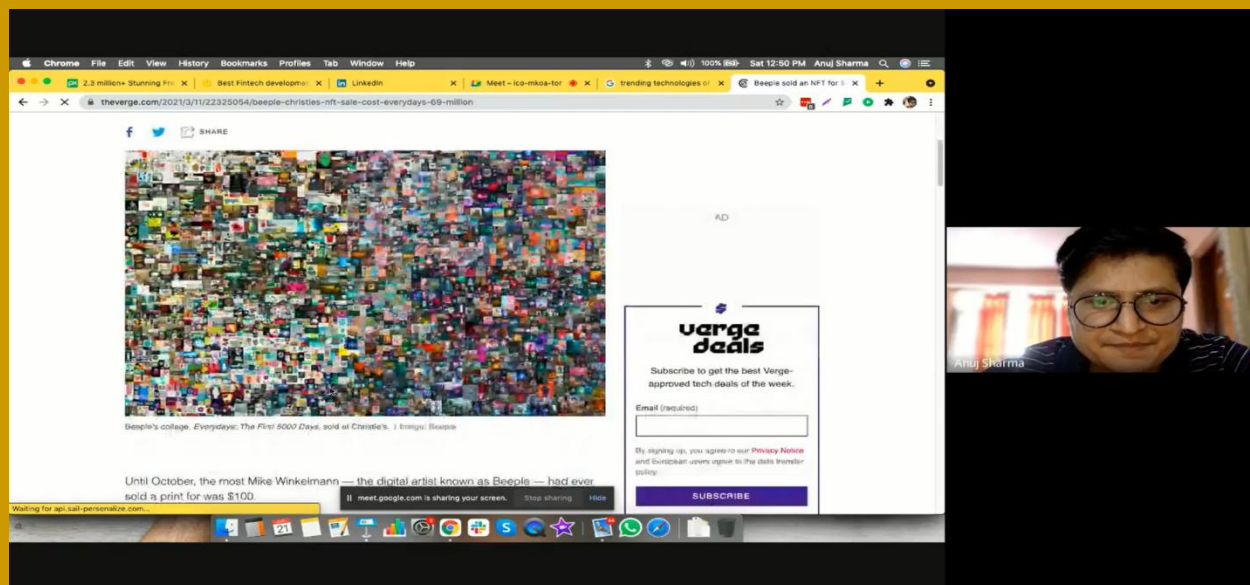 Chrome File Edit View History Bookmarks Profiles Tab Window Help
100% Sat 12:50 PM Anuj Sharma
2.3 million+ Stunning Fre
Best Fintech developme
LinkedIn
Meet – ico-mkoa-tor
trending technologies of
Beeple sold an NFT for $
theverge.com/2021/3/11/22325054/beeple-christies-nft-sale-cost-everydays-69-million
SHARE
AD
verge
deals
Subscribe to get the best Verge-
approved tech deals of the week.
Email (required)
By signing up, you agree to our Privacy Notice
and European users agree to the data transfer
policy.
SUBSCRIBE
Beeple's collage, Everydays: The First 5000 Days, sold at Christie's. | Image: Beeple
Until October, the most Mike Winkelmann — the digital artist known as Beeple — had ever
sold a print for was $100.
meet.google.com is sharing your screen. Stop sharing Hide
Waiting for api.sail-personalize.com...
21
Anuj Sharma